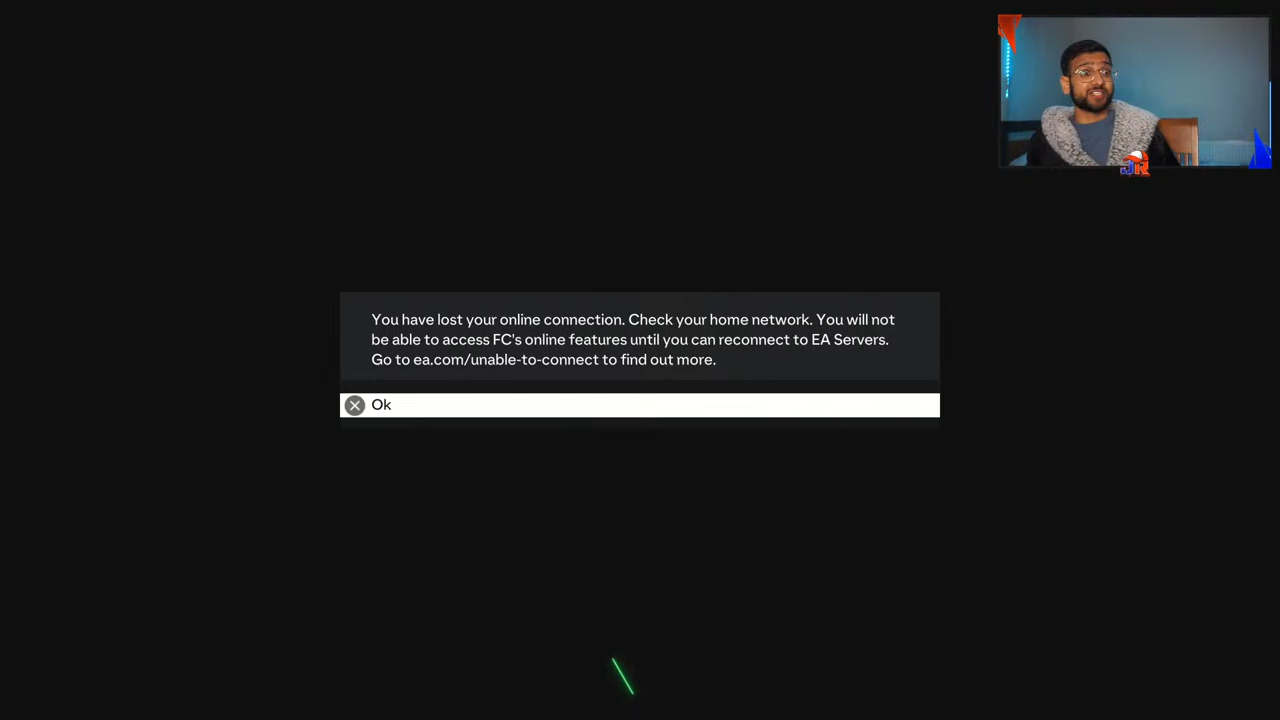 JR
You have lost your online connection. Check your home network. You will not
be able to access FC's online features until you can reconnect to EA Servers.
Go to ea.com/unable-to-connect to find out more.
Ok